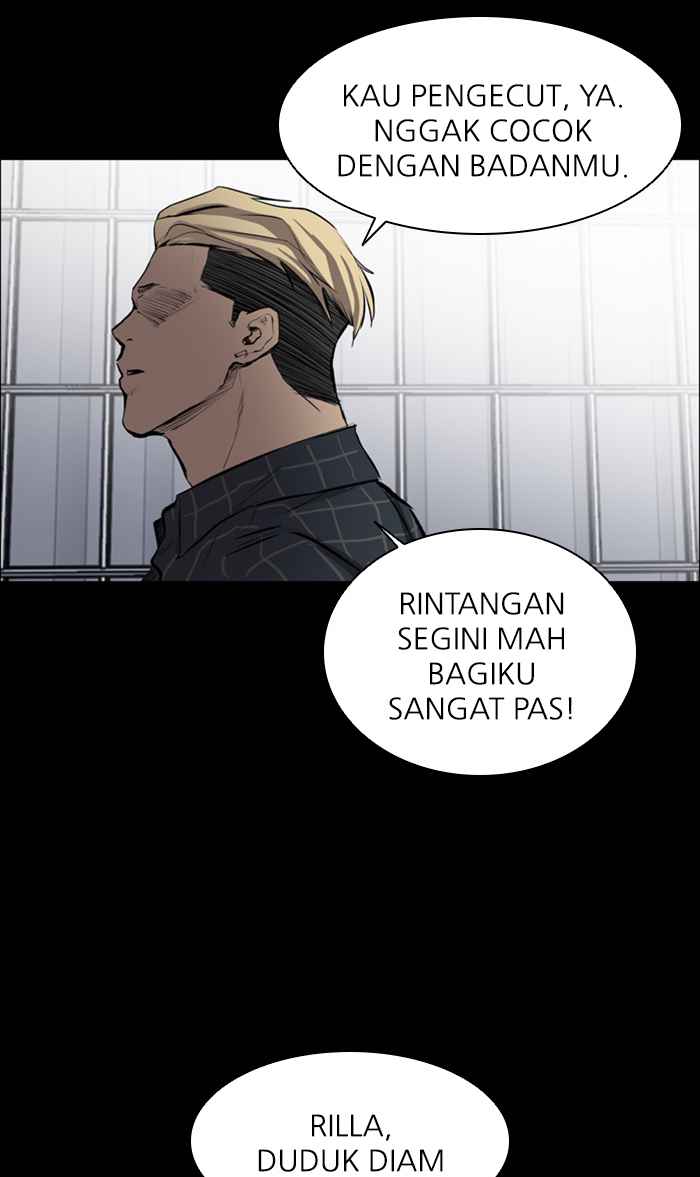 KAU PENGECUT, YA.
NGGAK COCOK
DENGAN BADANMU.
RINTANGAN
SEGINI MAH
BAGIKU
SANGAT PAS!
RILLA,
DUDUK DIAM